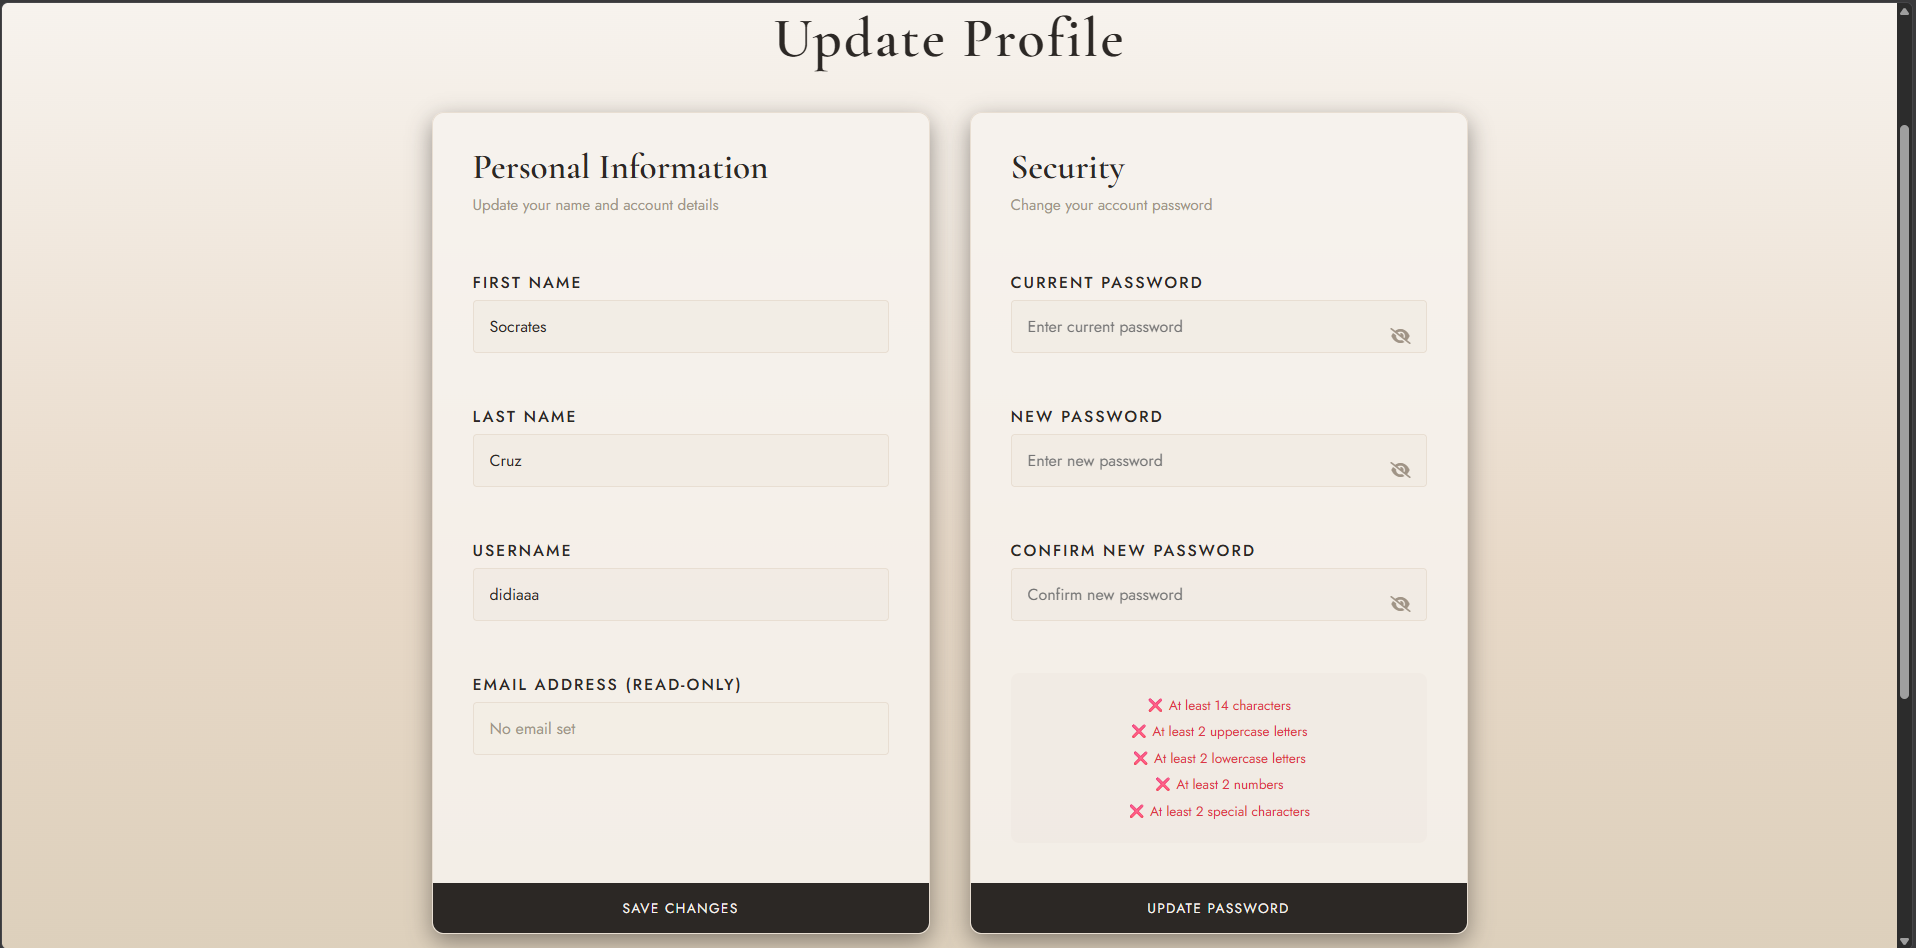 Update Profile
Personal Information
Update your name and account details
FIRST NAME
Socrates
LAST NAME
Cruz
USERNAME
didiaaa
EMAIL ADDRESS (READ-ONLY)
No email set
SAVE CHANGES
Security
Change your account password
CURRENT PASSWORD
Enter current password
NEW PASSWORD
Enter new password
CONFIRM NEW PASSWORD
Confirm new password
❌ At least 14 characters
❌ At least 2 uppercase letters
❌ At least 2 lowercase letters
❌ At least 2 numbers
❌ At least 2 special characters
UPDATE PASSWORD